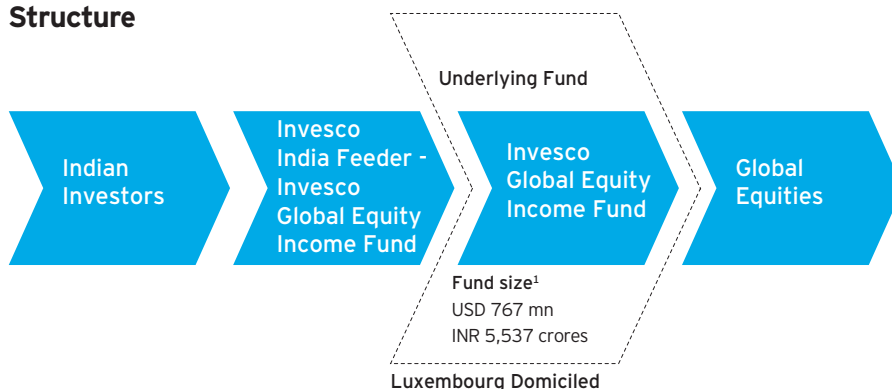 Structure
Underlying Fund
Indian
Investors
Invesco
India Feeder -
Invesco
Global Equity
Income Fund
Invesco
Global Equity
Income Fund
Global
Equities
Fund size¹
USD 767 mn
INR 5,537 crores
Luxembourg Domiciled